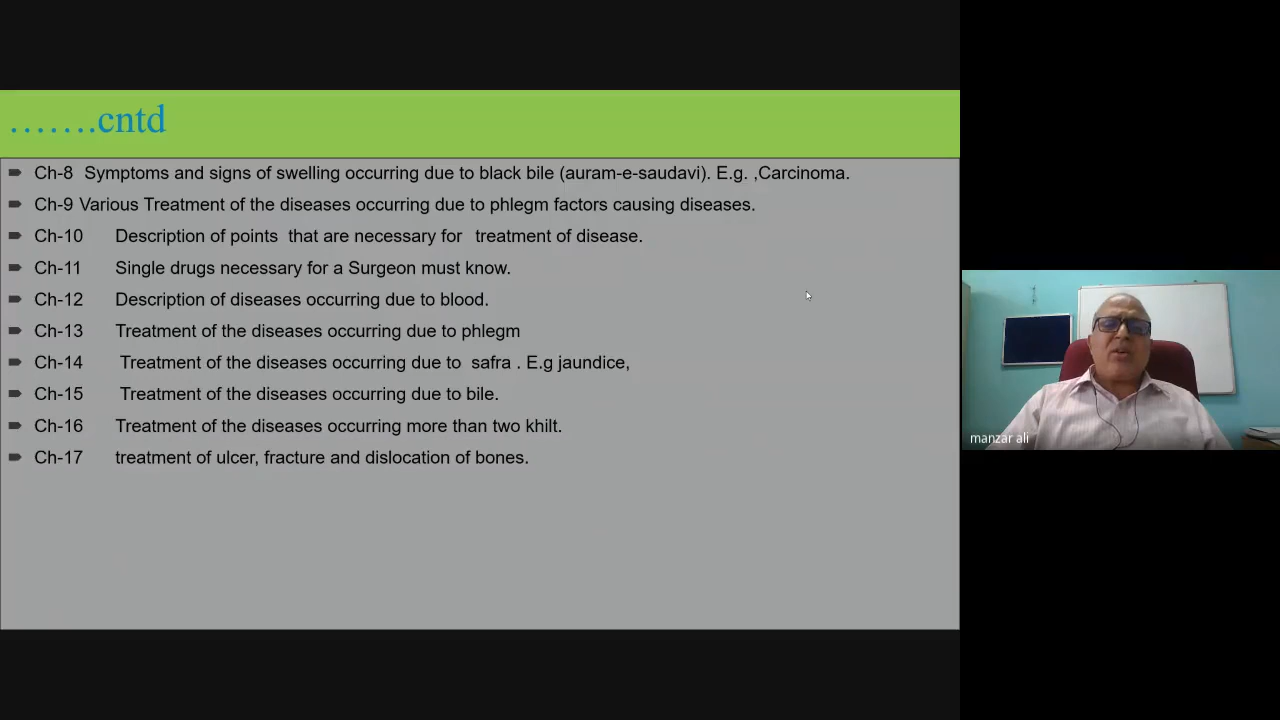 …….cntd
Ch-8 Symptoms and signs of swelling occurring due to black bile (auram-e-saudavi). E.g. ,Carcinoma.
Ch-9 Various Treatment of the diseases occurring due to phlegm factors causing diseases.
Ch-10 Description of points that are necessary for treatment of disease.
Ch-11 Single drugs necessary for a Surgeon must know.
Ch-12 Description of diseases occurring due to blood.
Ch-13 Treatment of the diseases occurring due to phlegm
Ch-14 Treatment of the diseases occurring due to safra . E.g jaundice,
Ch-15 Treatment of the diseases occurring due to bile.
Ch-16 Treatment of the diseases occurring more than two khilt.
Ch-17 treatment of ulcer, fracture and dislocation of bones.
manzar ali